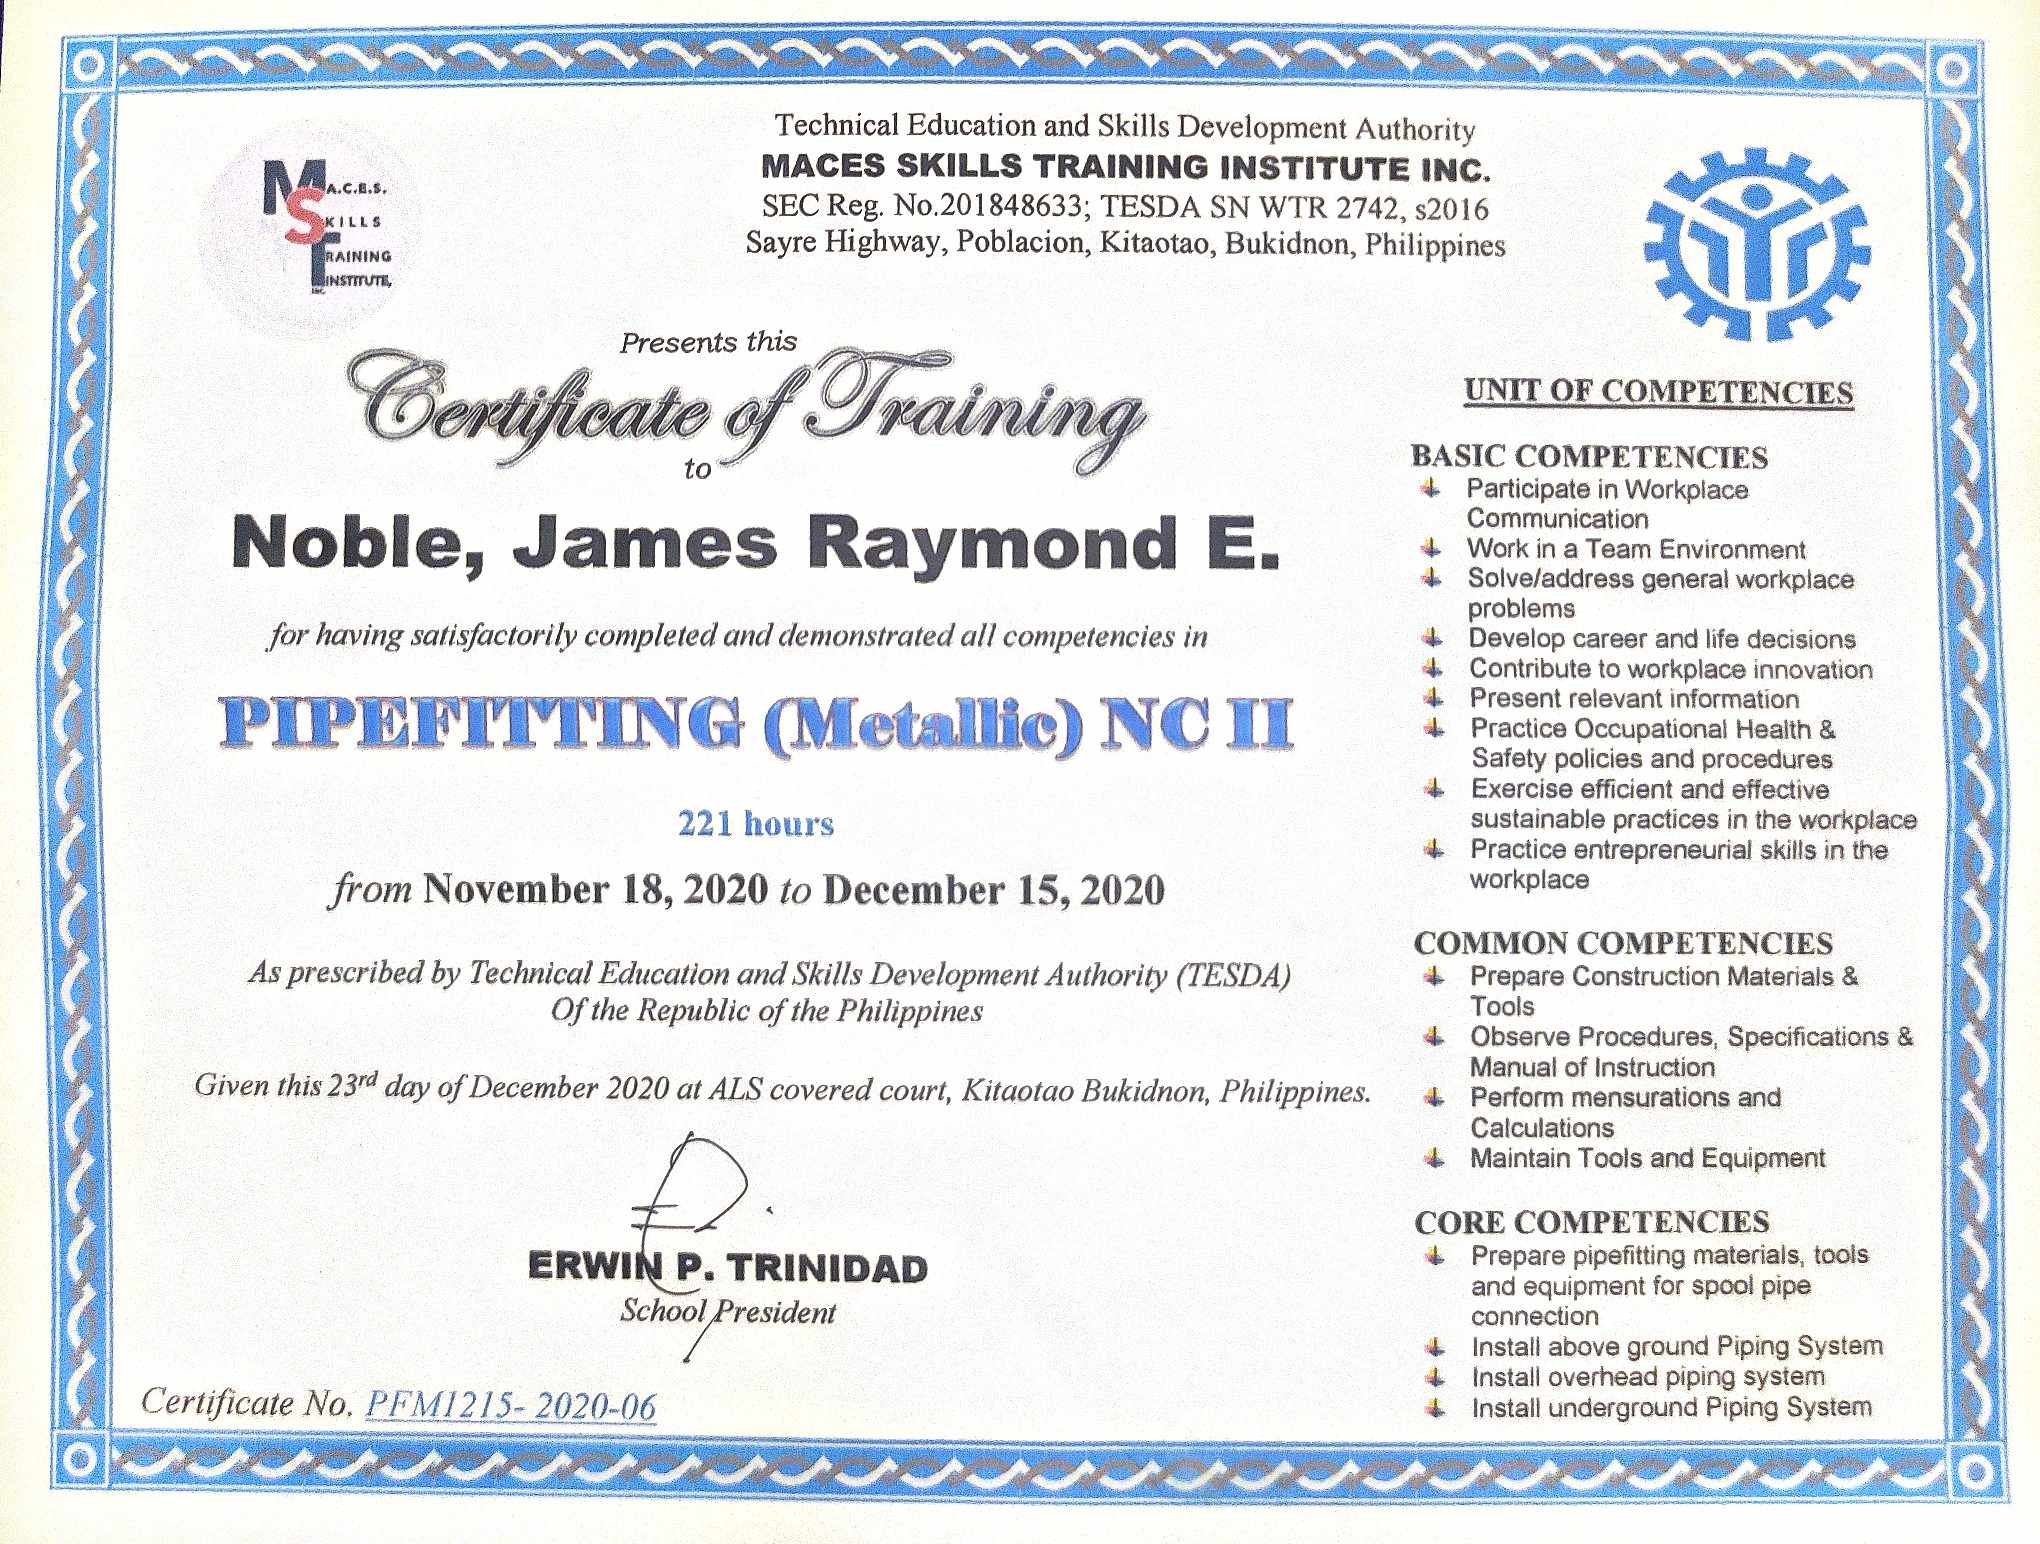 M A.C.E.S.
SKILLS
TRAINING
INSTITUTE,
INC.
Technical Education and Skills Development Authority
MACES SKILLS TRAINING INSTITUTE INC.
SEC Reg. No.201848633; TESDA SN WTR 2742, s2016
Sayre Highway, Poblacion, Kitaotao, Bukidnon, Philippines
Presents this
Certificate of Training
to
Noble, James Raymond E.
for having satisfactorily completed and demonstrated all competencies in
PIPEFITTING (Metallic) NC II
221 hours
from November 18, 2020 to December 15, 2020
As prescribed by Technical Education and Skills Development Authority (TESDA)
Of the Republic of the Philippines
Given this 23rd day of December 2020 at ALS covered court, Kitaotao Bukidnon, Philippines.
ERWIN P. TRINIDAD
School President
Certificate No. PFM1215- 2020-06
UNIT OF COMPETENCIES
BASIC COMPETENCIES
Participate in Workplace
Communication
Work in a Team Environment
Solve/address general workplace
problems
Develop career and life decisions
Contribute to workplace innovation
Present relevant information
Practice Occupational Health &
Safety policies and procedures
Exercise efficient and effective
sustainable practices in the workplace
Practice entrepreneurial skills in the
workplace
COMMON COMPETENCIES
Prepare Construction Materials &
Tools
Observe Procedures, Specifications &
Manual of Instruction
Perform mensurations and
Calculations
Maintain Tools and Equipment
CORE COMPETENCIES
Prepare pipefitting materials, tools
and equipment for spool pipe
connection
Install above ground Piping System
Install overhead piping system
Install underground Piping System